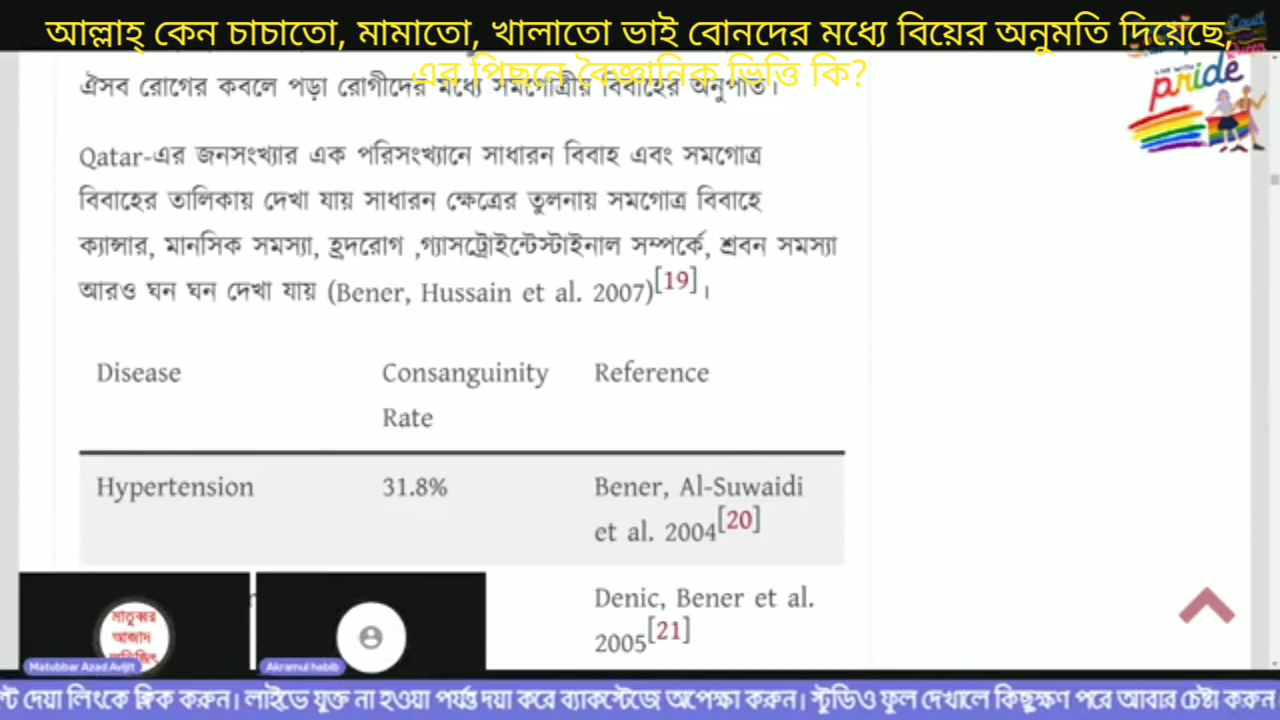 আল্লাহ্ কেন চাচাতো, মামাতো, খালাতো ভাই বোনদের মধ্যে বিয়ের অনুমতি দিয়েছে,
এর পিছনে বৈজ্ঞানিক ভিত্তি কি?
ঐসব রোগের কবলে পড়া রোগীদের মধ্যে সমগোত্রীয় বিবাহের অনুপাত।
pride
Qatar-এর জনসংখ্যার এক পরিসংখ্যানে সাধারন বিবাহ এবং সমগোত্র
বিবাহের তালিকায় দেখা যায় সাধারন ক্ষেত্রের তুলনায় সমগোত্র বিবাহে
ক্যান্সার, মানসিক সমস্যা, হ্রদরোগ ,গ্যাসট্রোইন্টেস্টাইনাল সম্পর্কে, শ্রবন সমস্যা
আরও ঘন ঘন দেখা যায় (Bener, Hussain et al. 2007)[19]।
Disease Consanguinity Rate Reference
Hypertension 31.8% Bener, Al-Suwaidi
et al. 2004[20]
Denic, Bener et al.
2005[21]
মাতুব্বর
আজাদ
অভিজিৎ
Matubbar Azad Avijit
Akramul habib
দেয়া লিংকে ক্লিক করুন। লাইভে যুক্ত না হওয়া পর্যন্ত দয়া করে ব্যাকস্টেজে অপেক্ষা করুন। স্টুডিও ফুল দেখালে কিছুক্ষণ পরে আবার চেষ্টা করুন